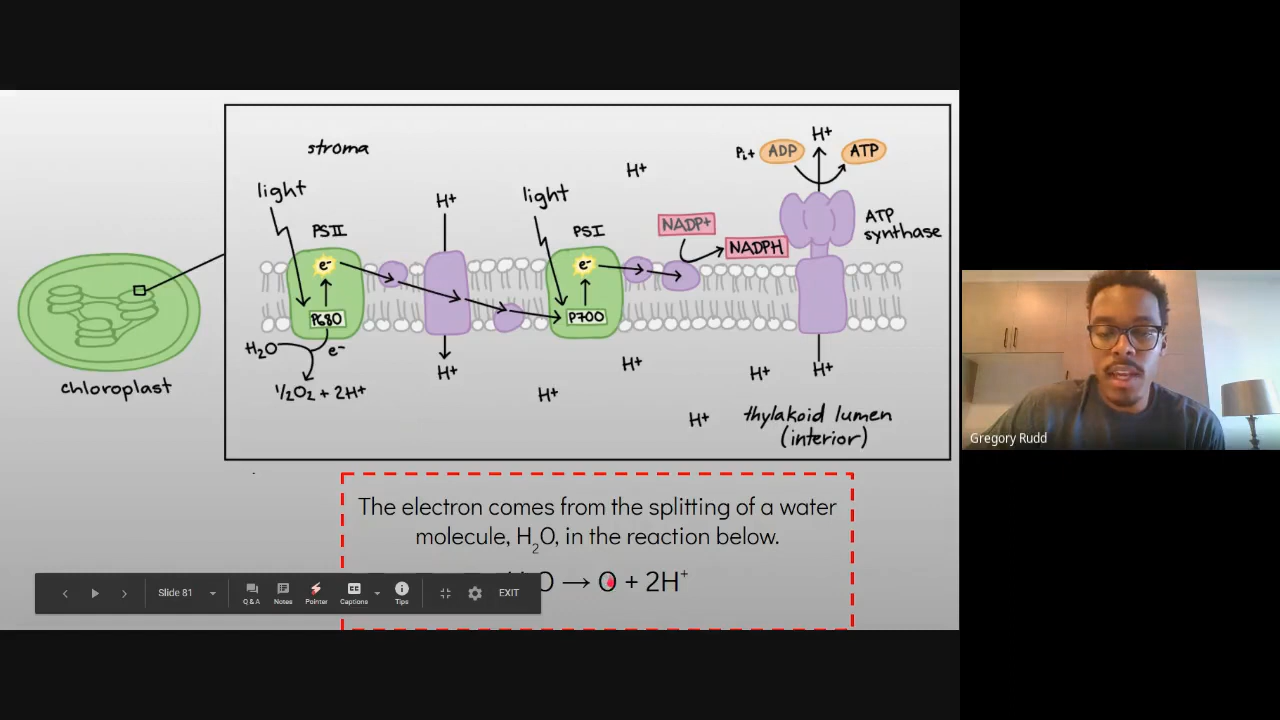 stroma
light
PSII
e-
P680
H₂O
e-
½O₂ + 2H+
H+
H+
light
PSI
e-
P700
H+
NADP+
NADPH
Pi+
ADP
H+
ATP
ATP
synthase
H+
H+
H+
H+
H+
thylakoid lumen
(interior)
chloroplast
The electron comes from the splitting of a water
molecule, H₂O, in the reaction below.
O → O + 2H⁺
Slide 81
Q & A
Notes
Pointer
Captions
Tips
EXIT
Gregory Rudd